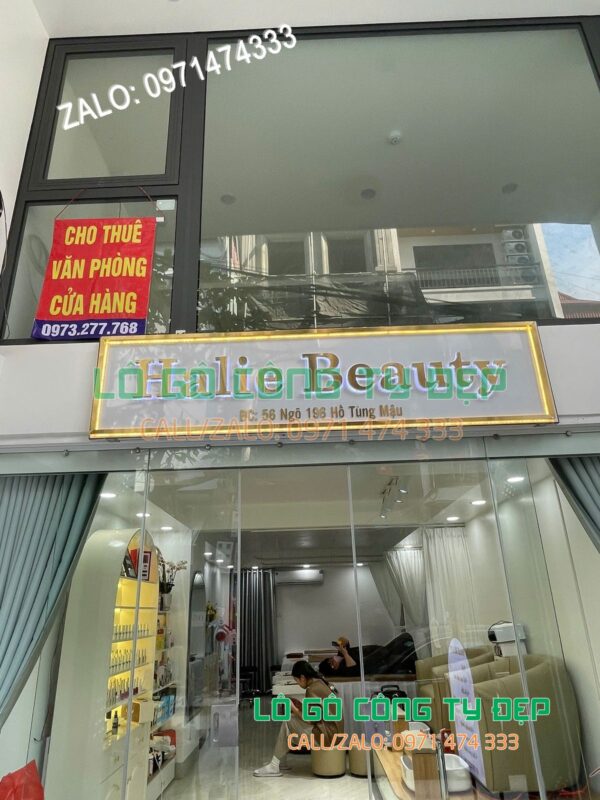 ZALO: 0971474333
CHO THUÊ
VĂN PHÒNG
CỬA HÀNG
0973.277.768
Halie Beauty
LÔ GÔ CÔNG TY ĐẸP
ĐC: 56 Ngõ 196 Hồ Tùng Mậu
CALL/ZALO: 0971 474 333
LÔ GÔ CÔNG TY ĐẸP
CALL/ZALO: 0971 474 333